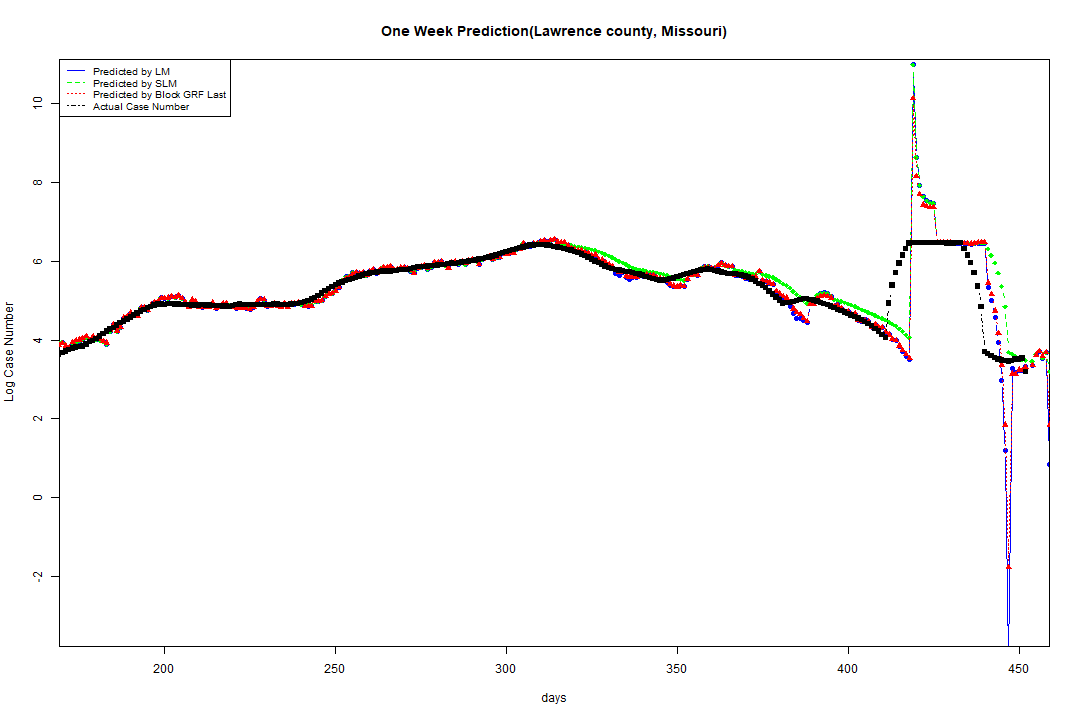 One Week Prediction(Lawrence county, Missouri)
Predicted by LM
Predicted by SLM
Predicted by Block GRF Last
Actual Case Number
Log Case Number
10
8
6
4
2
0
-2
200 250 300 350 400 450
days